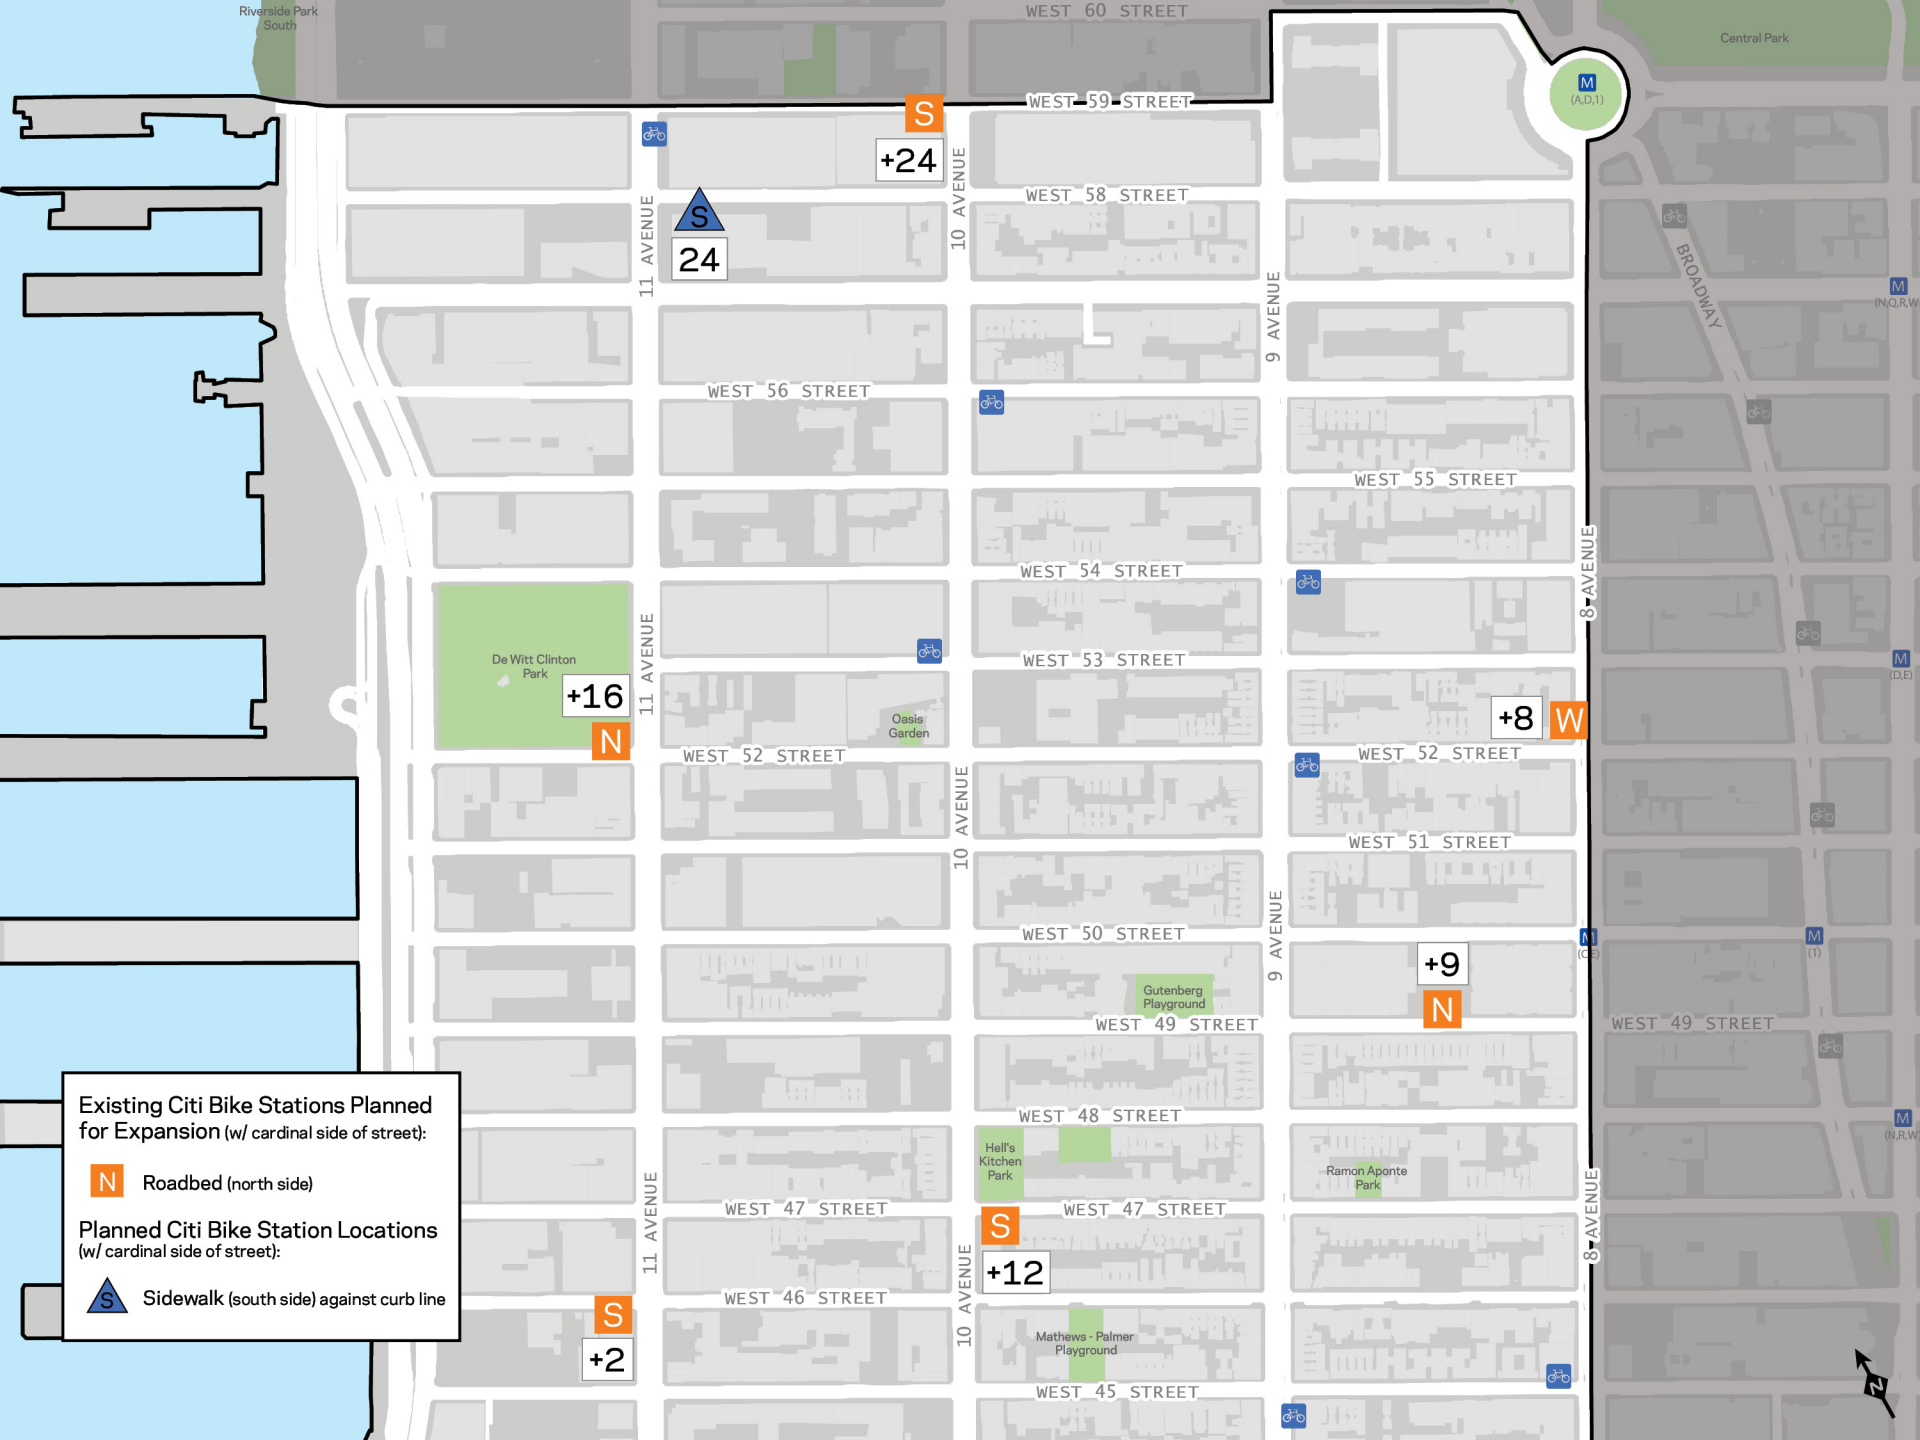 Riverside Park
South
WEST 60 STREET
Central Park
M
(A,D,1)
WEST 59 STREET
S
+24
10 AVENUE
WEST 58 STREET
11 AVENUE
S
24
BROADWAY
M
(N,Q,R,W
9 AVENUE
WEST 56 STREET
WEST 55 STREET
8 AVENUE
WEST 54 STREET
De Witt Clinton
Park
11 AVENUE
WEST 53 STREET
M
(D,E)
+16
N
Oasis
Garden
+8
W
WEST 52 STREET
WEST 52 STREET
10 AVENUE
WEST 51 STREET
9 AVENUE
WEST 50 STREET
M
M
(1)
+9
N
Gutenberg
Playground
WEST 49 STREET
WEST 49 STREET
WEST 48 STREET
M
(N,R,W
Hell's
Kitchen
Park
Ramon Aponte
Park
11 AVENUE
8 AVENUE
WEST 47 STREET
WEST 47 STREET
S
+12
10 AVENUE
WEST 46 STREET
S
+2
Mathews - Palmer
Playground
WEST 45 STREET
N
Existing Citi Bike Stations Planned
for Expansion (w/ cardinal side of street):
N Roadbed (north side)
Planned Citi Bike Station Locations
(w/ cardinal side of street):
S Sidewalk (south side) against curb line